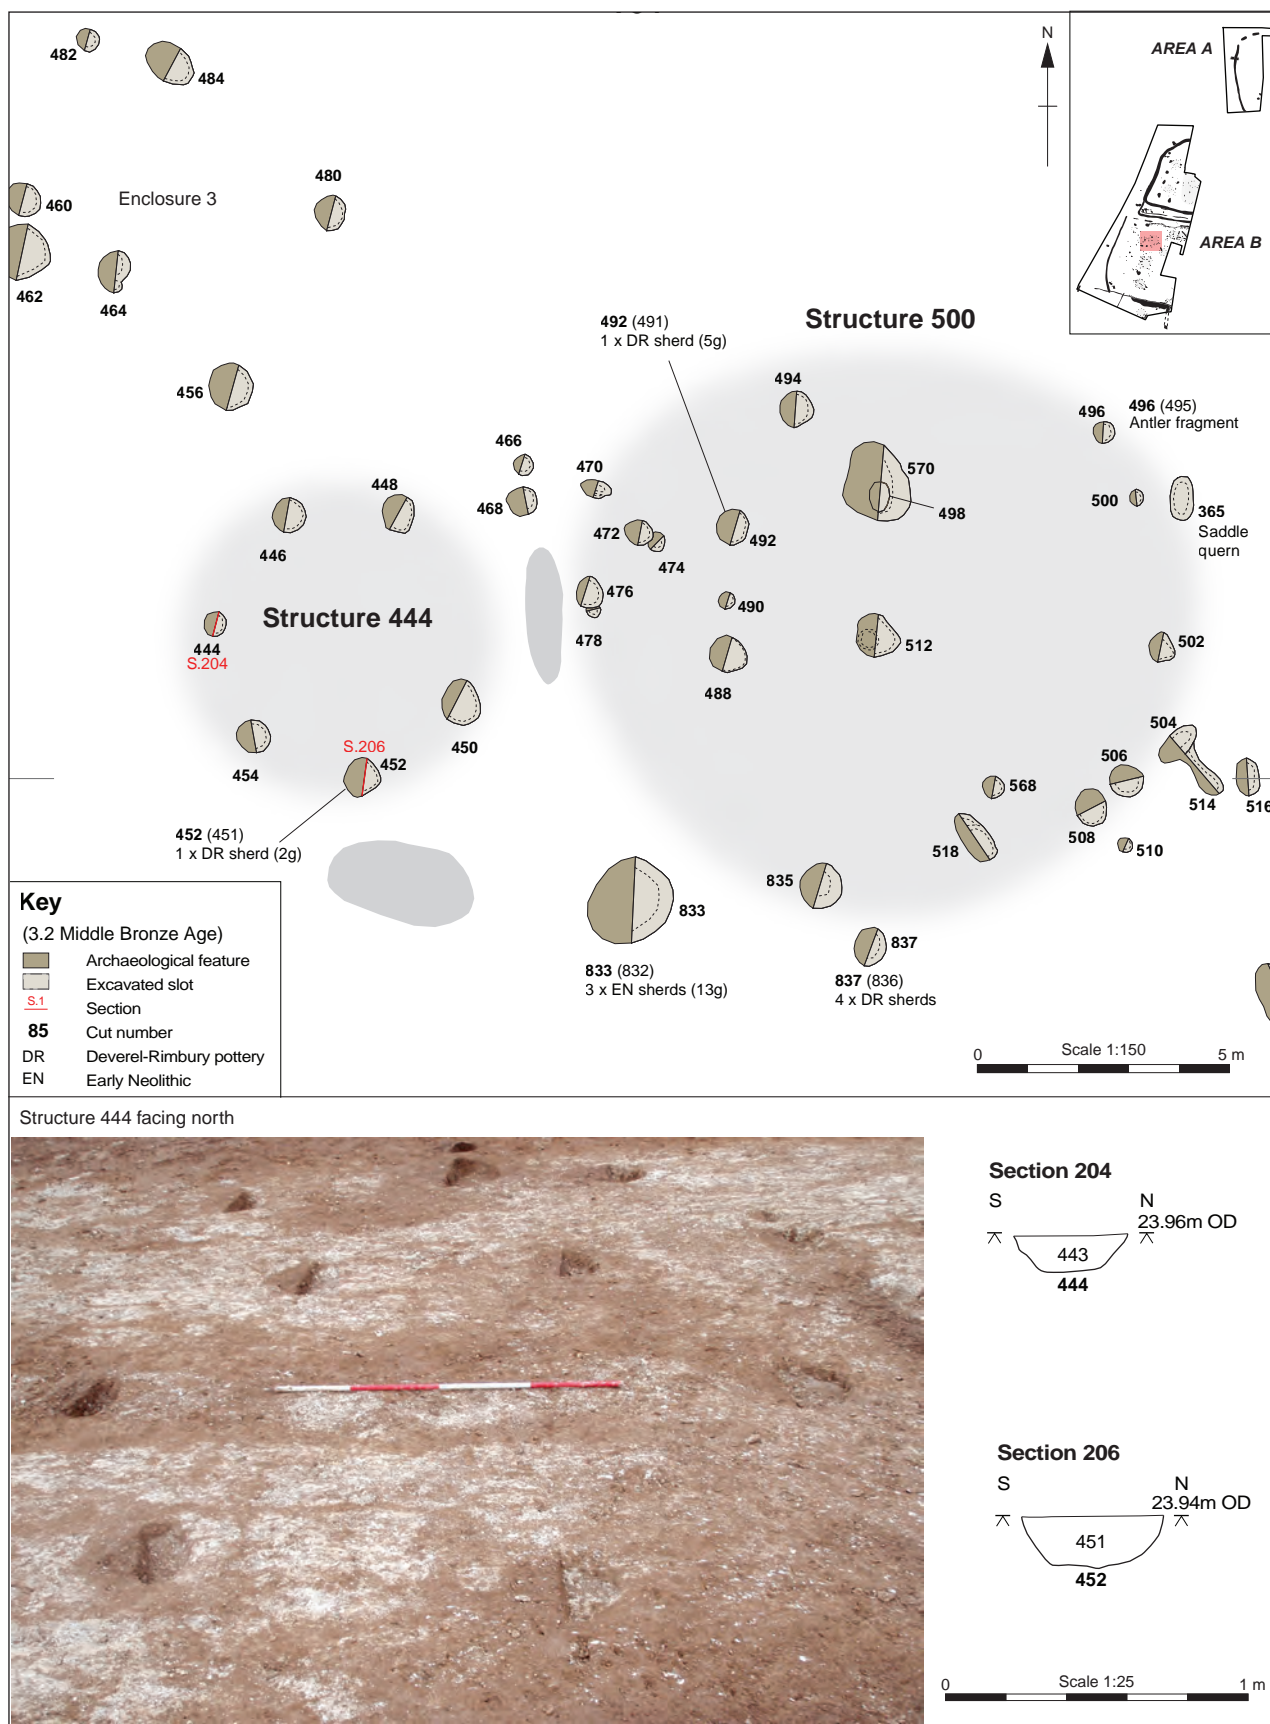 N
AREA A
AREA B
482
484
460
Enclosure 3
480
462
464
456
492 (491)
1 x DR sherd (5g)
Structure 500
494
496
496 (495)
Antler fragment
466
470
570
448
468
498
500
365
Saddle
quern
446
472
474
492
476
490
Structure 444
478
444
S.204
512
502
488
504
450
S.206
452
454
506
568
514
516
508
518
510
452 (451)
1 x DR sherd (2g)
835
833
837
833 (832)
3 x EN sherds (13g)
837 (836)
4 x DR sherds
Key
(3.2 Middle Bronze Age)
Archaeological feature
Excavated slot
S.1
Section
85
Cut number
DR
Deverel-Rimbury pottery
EN
Early Neolithic
0
Scale 1:150
5 m
Structure 444 facing north
Section 204
S
N
23.96m OD
443
444
Section 206
S
N
23.94m OD
451
452
0
Scale 1:25
1 m